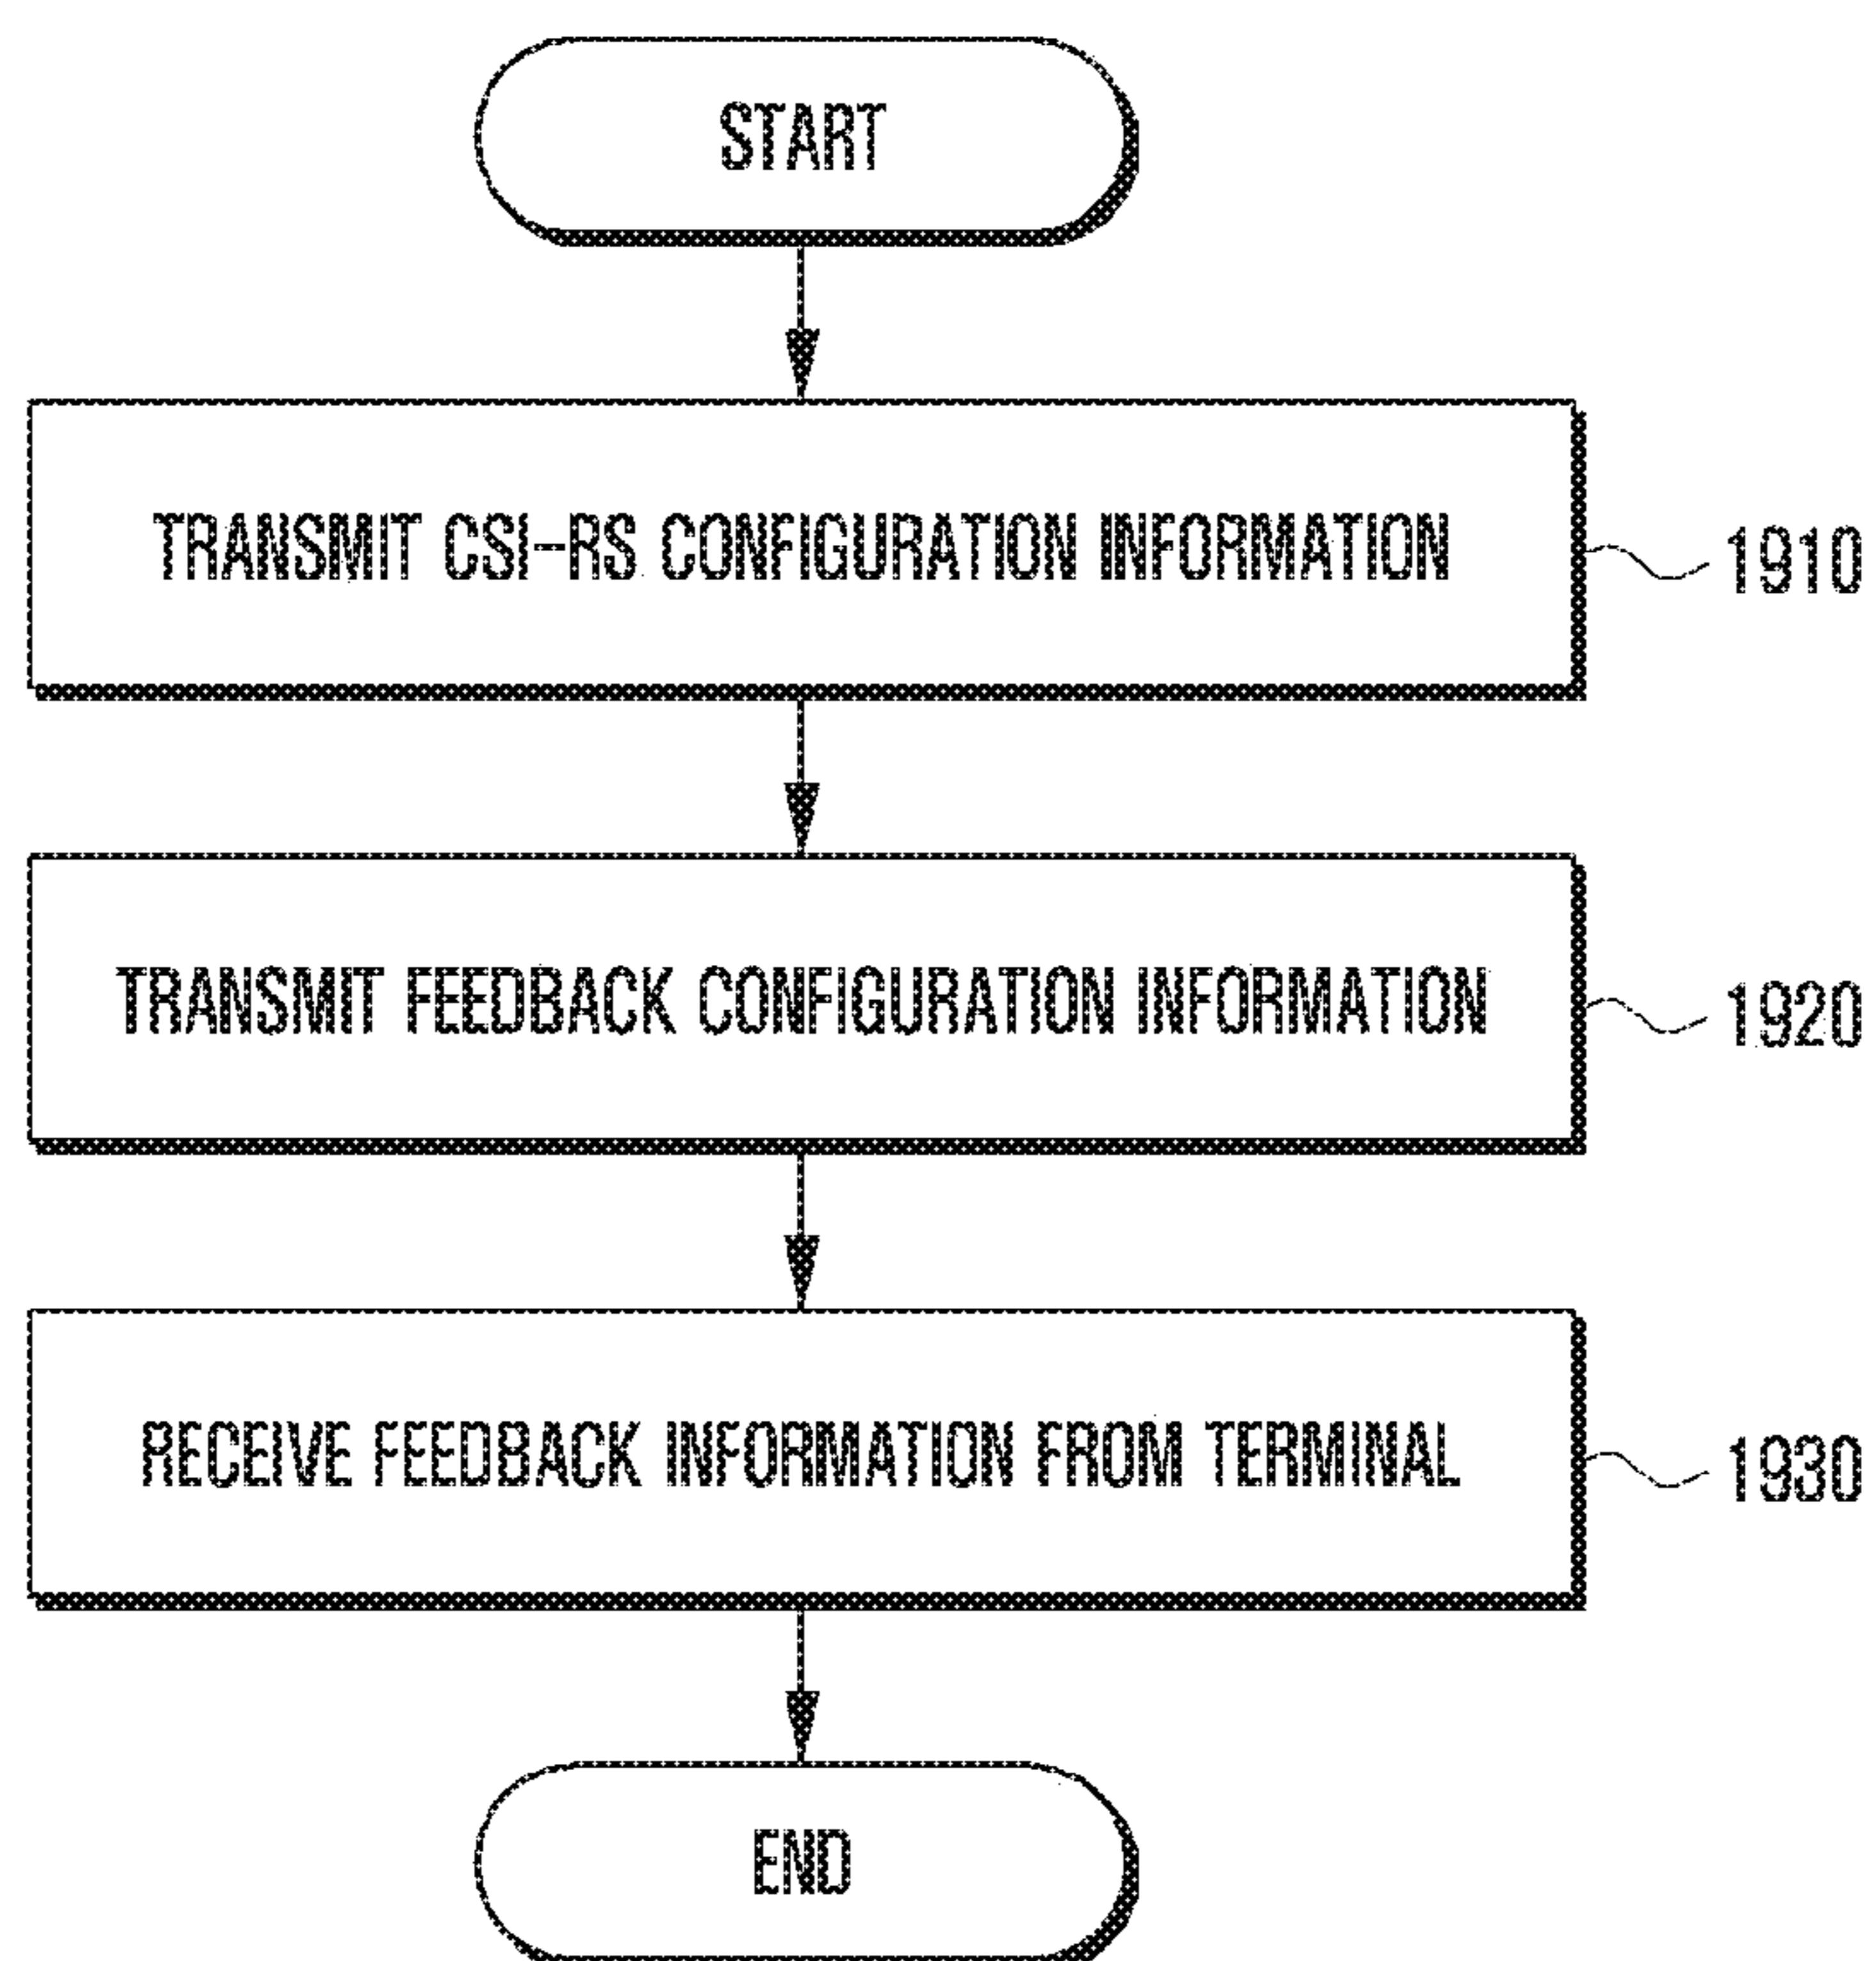 START
TRANSMIT CSI-RS CONFIGURATION INFORMATION
1910
TRANSMIT FEEDBACK CONFIGURATION INFORMATION
1920
RECEIVE FEEDBACK INFORMATION FROM TERMINAL
1930
END